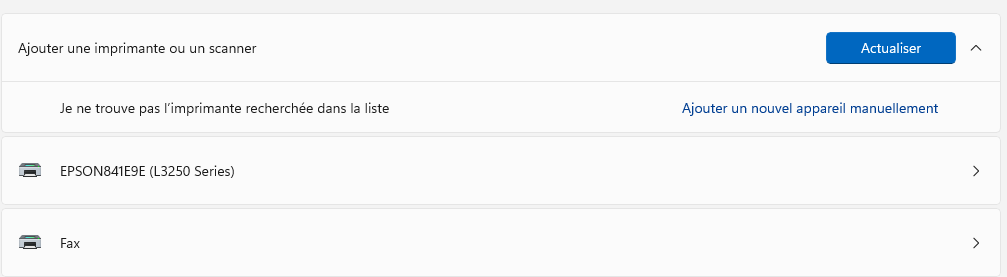 Ajouter une imprimante ou un scanner
Actualiser
Je ne trouve pas l'imprimante recherchée dans la liste
Ajouter un nouvel appareil manuellement
EPSON841E9E (L3250 Series)
Fax